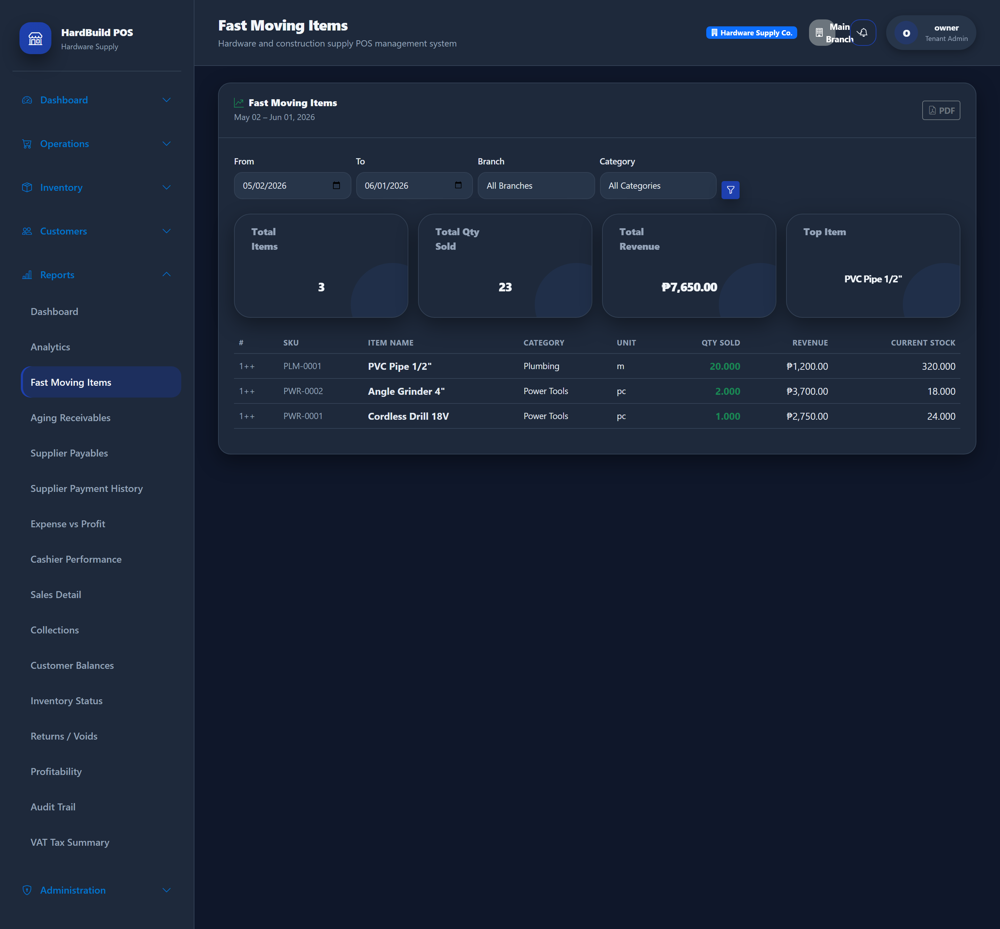 HardBuild POS
Hardware Supply
Dashboard
Operations
Inventory
Customers
Reports
Dashboard
Analytics
Fast Moving Items
Aging Receivables
Supplier Payables
Supplier Payment History
Expense vs Profit
Cashier Performance
Sales Detail
Collections
Customer Balances
Inventory Status
Returns / Voids
Profitability
Audit Trail
VAT Tax Summary
Administration
Fast Moving Items
Hardware and construction supply POS management system
Hardware Supply Co.
Main
Branch
o
owner
Tenant Admin
Fast Moving Items
May 02 – Jun 01, 2026
PDF
From To Branch Category
05/02/2026 06/01/2026 All Branches All Categories
Total
Items
3
Total Qty
Sold
23
Total
Revenue
₱7,650.00
Top Item
PVC Pipe 1/2"
# SKU ITEM NAME CATEGORY UNIT QTY SOLD REVENUE CURRENT STOCK
1++ PLM-0001 PVC Pipe 1/2" Plumbing m 20.000 ₱1,200.00 320.000
1++ PWR-0002 Angle Grinder 4" Power Tools pc 2.000 ₱3,700.00 18.000
1++ PWR-0001 Cordless Drill 18V Power Tools pc 1.000 ₱2,750.00 24.000